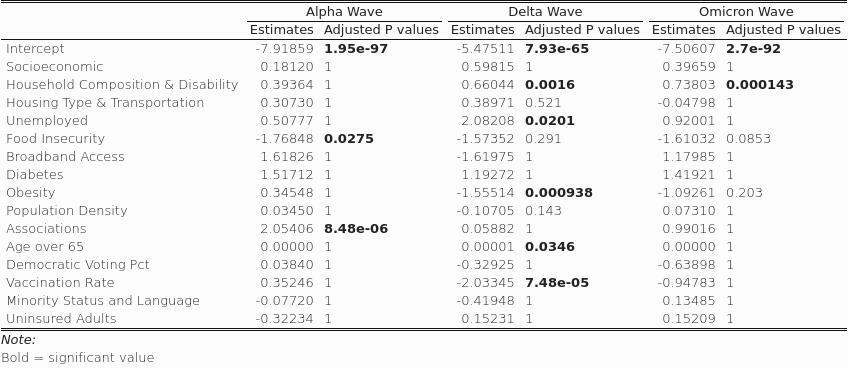 Alpha Wave Delta Wave Omicron Wave
Estimates Adjusted P values Estimates Adjusted P values Estimates Adjusted P values
Intercept -7.91859 1.95e-97 -5.47511 7.93e-65 -7.50607 2.7e-92
Socioeconomic 0.18120 1 0.59815 1 0.39659 1
Household Composition & Disability 0.39364 1 0.66044 0.0016 0.73803 0.000143
Housing Type & Transportation 0.30730 1 0.38971 0.521 -0.04798 1
Unemployed 0.50777 1 2.08208 0.0201 0.92001 1
Food Insecurity -1.76848 0.0275 -1.57352 0.291 -1.61032 0.0853
Broadband Access 1.61826 1 -1.61975 1 1.17985 1
Diabetes 1.51712 1 1.19272 1 1.41921 1
Obesity 0.34548 1 -1.55514 0.000938 -1.09261 0.203
Population Density 0.03450 1 -0.10705 0.143 0.07310 1
Associations 2.05406 8.48e-06 0.05882 1 0.99016 1
Age over 65 0.00000 1 0.00001 0.0346 0.00000 1
Democratic Voting Pct 0.03840 1 -0.32925 1 -0.63898 1
Vaccination Rate 0.35246 1 -2.03345 7.48e-05 -0.94783 1
Minority Status and Language -0.07720 1 -0.41948 1 0.13485 1
Uninsured Adults -0.32234 1 0.15231 1 0.15209 1
Note:
Bold = significant value